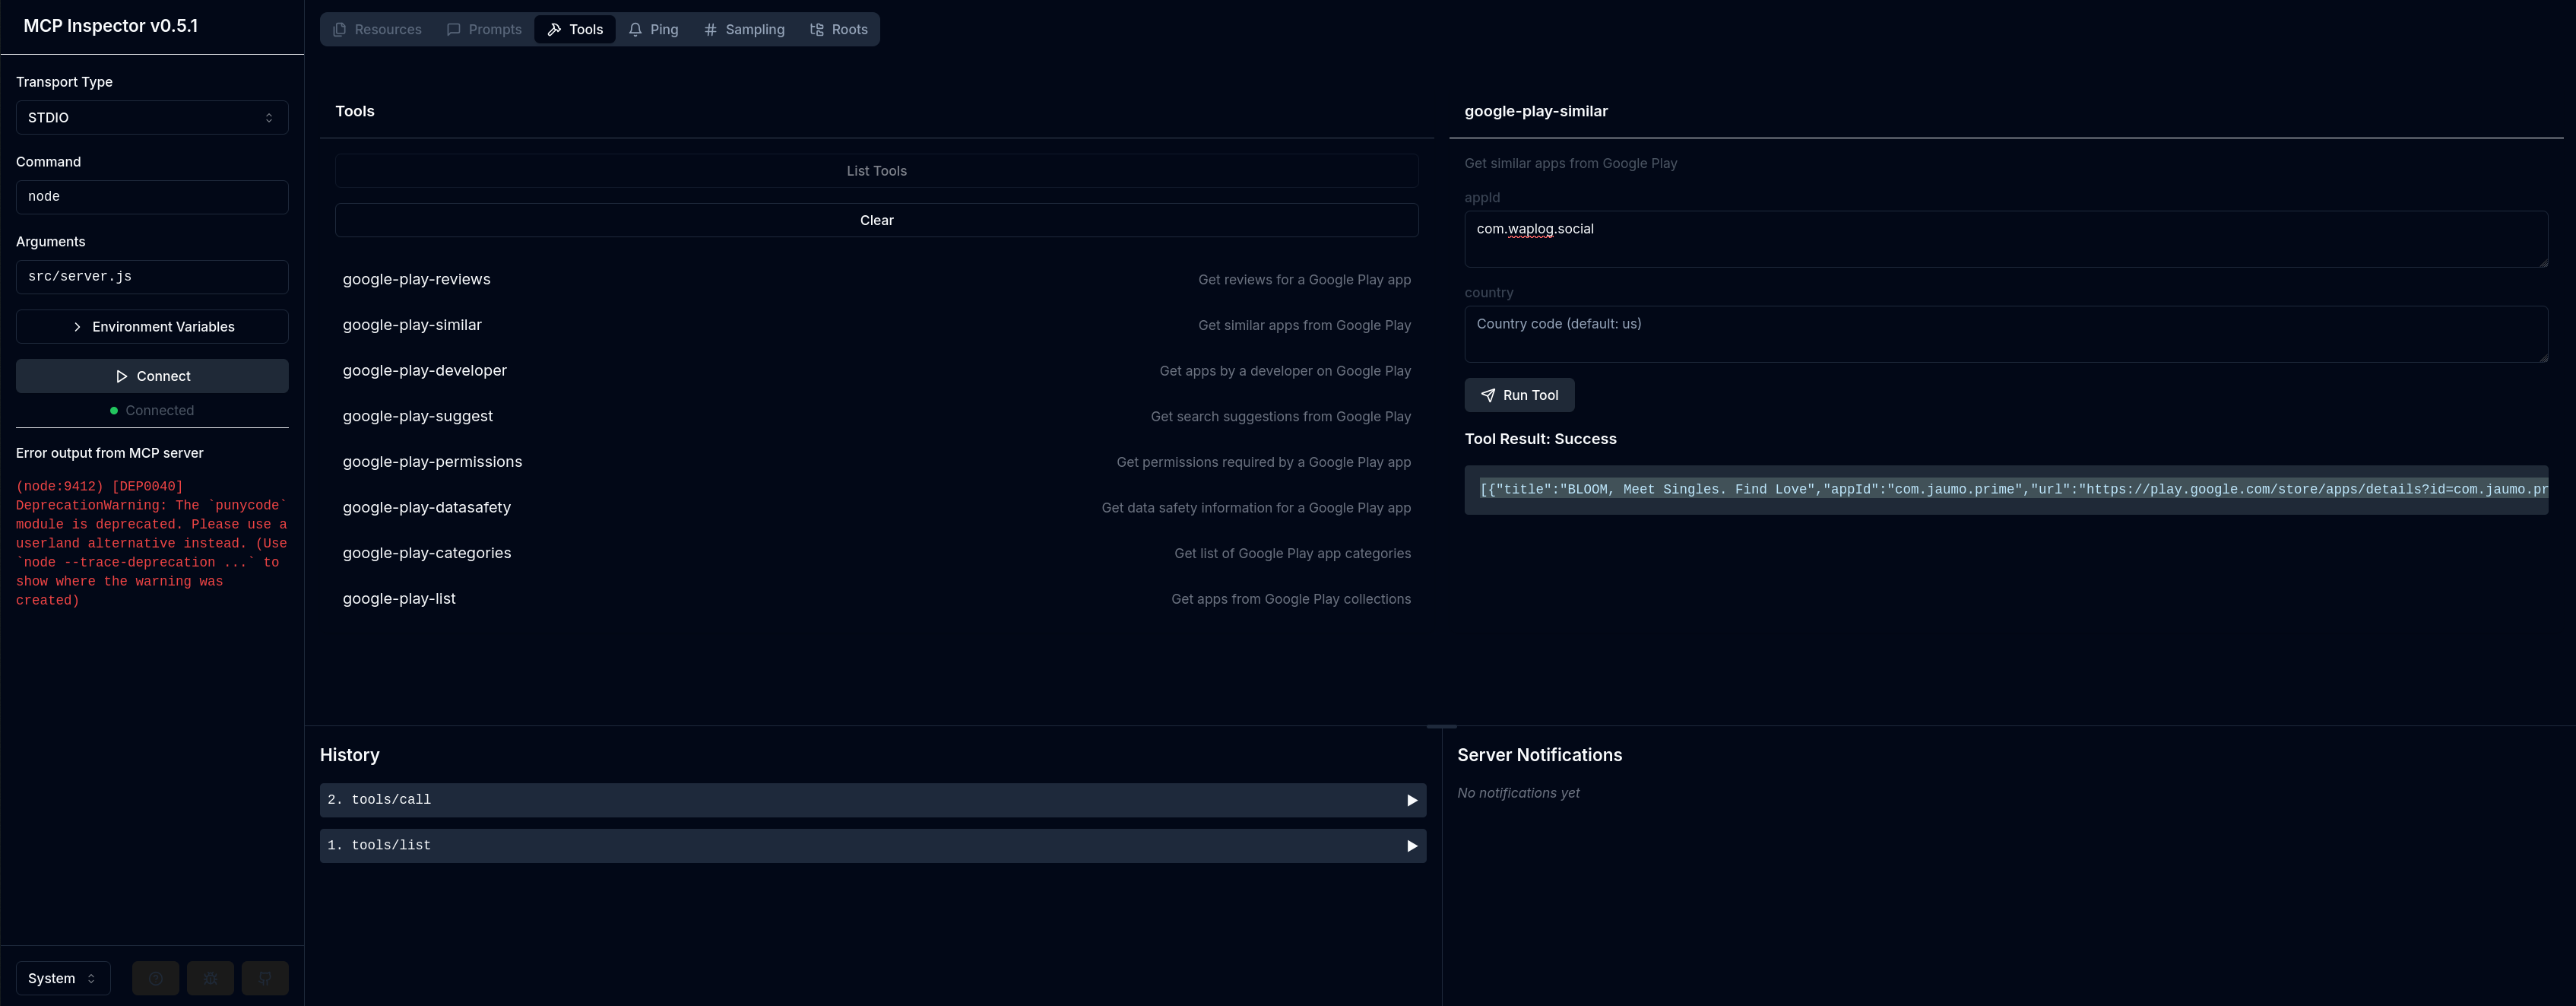 MCP Inspector v0.5.1
Transport Type
STDIO
Command
node
Arguments
src/server.js
Environment Variables
Connect
Connected
Error output from MCP server
(node:9412) [DEP0040]
DeprecationWarning: The `punycode`
module is deprecated. Please use a
userland alternative instead. (Use
`node --trace-deprecation ...` to
show where the warning was
created)
System
Resources
Prompts
Tools
Ping
Sampling
Roots
Tools
List Tools
Clear
google-play-reviews Get reviews for a Google Play app
google-play-similar Get similar apps from Google Play
google-play-developer Get apps by a developer on Google Play
google-play-suggest Get search suggestions from Google Play
google-play-permissions Get permissions required by a Google Play app
google-play-datasafety Get data safety information for a Google Play app
google-play-categories Get list of Google Play app categories
google-play-list Get apps from Google Play collections
google-play-similar
Get similar apps from Google Play
appId
com.waplog.social
country
Country code (default: us)
Run Tool
Tool Result: Success
[{"title":"BLOOM, Meet Singles. Find Love","appId":"com.jaumo.prime","url":"https://play.google.com/store/apps/details?id=com.jaumo.pr
History
2. tools/call
1. tools/list
Server Notifications
No notifications yet